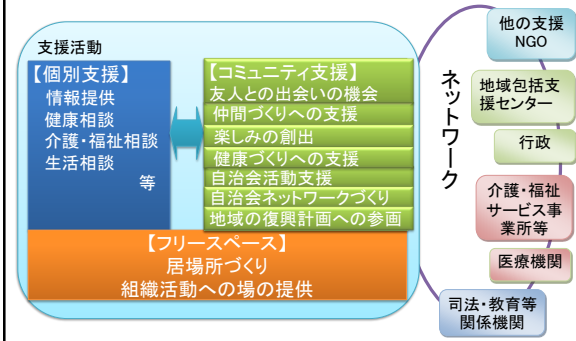 支援活動
【個別支援】
情報提供
健康相談
介護・福祉相談
生活相談
等
【コミュニティ支援】
友人との出会いの機会
仲間づくりへの支援
楽しみの創出
健康づくりへの支援
自治会活動支援
自治会ネットワークづくり
地域の復興計画への参画
【フリースペース】
居場所づくり
組織活動への場の提供
ネットワーク
他の支援
NGO
地域包括支
援センター
行政
介護・福祉
サービス事
業所等
医療機関
司法・教育等
関係機関